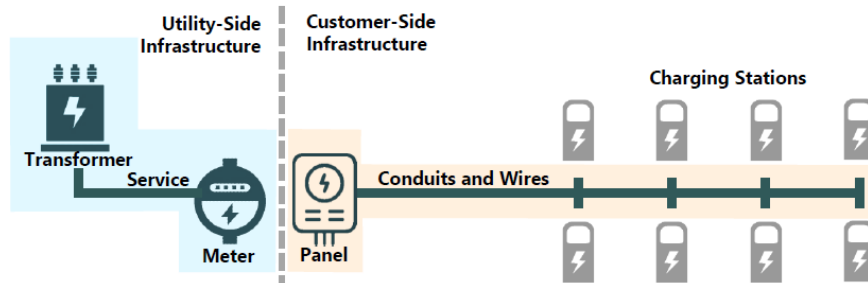 Utility-Side
Infrastructure
Customer-Side
Infrastructure
Charging Stations
Transformer
Service
Conduits and Wires
Meter
Panel